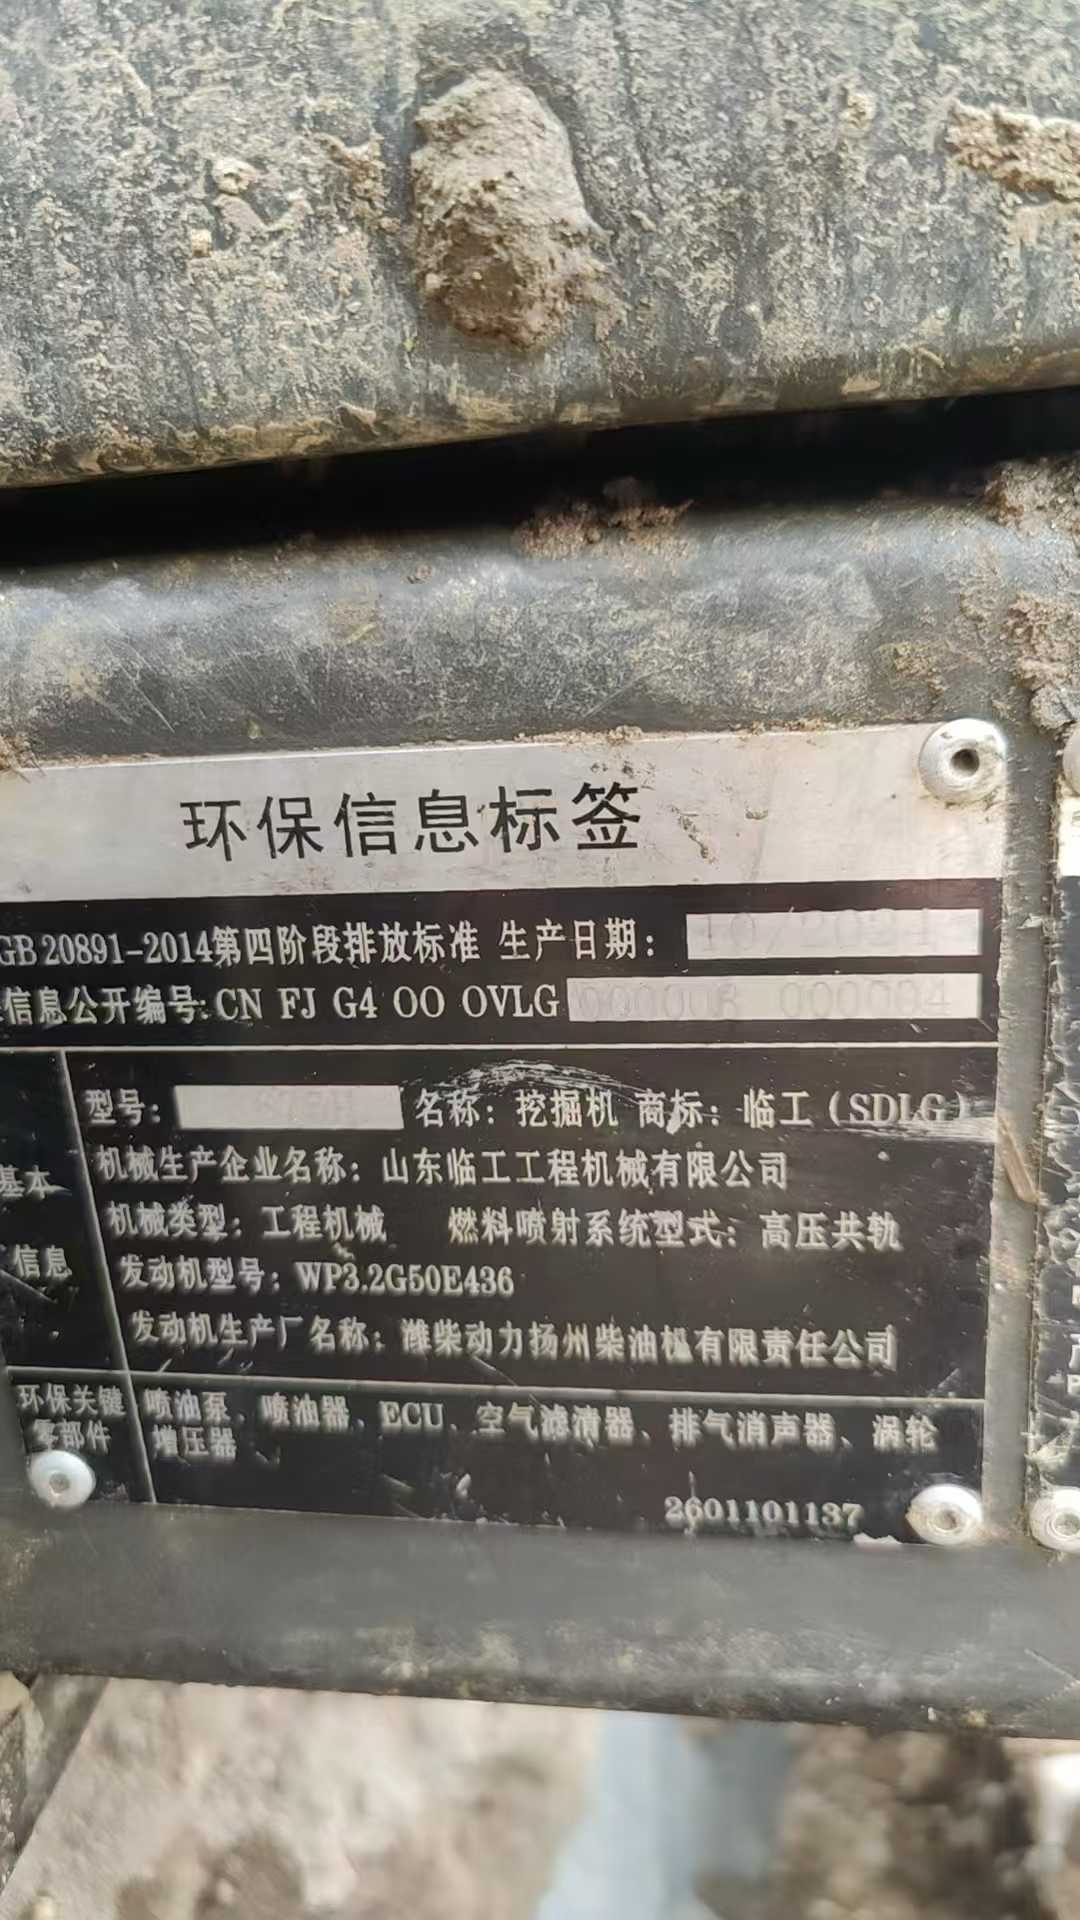 环保信息标签
GB 20891-2014第四阶段排放标准 生产日期: 10/2024
信息公开编号: CN FJ G4 00 0VLG 000008 000004
型号: 名称: 挖掘机 商标: 临工(SDLG)
机械生产企业名称: 山东临工工程机械有限公司
基本
信息
机械类型: 工程机械 燃料喷射系统型式: 高压共轨
发动机型号: WP3.2G50E436
发动机生产厂名称: 潍柴动力扬州柴油机有限责任公司
环保关键
零部件
喷油泵、喷油器、ECU、空气滤清器、排气消声器、涡轮
增压器
2601101137